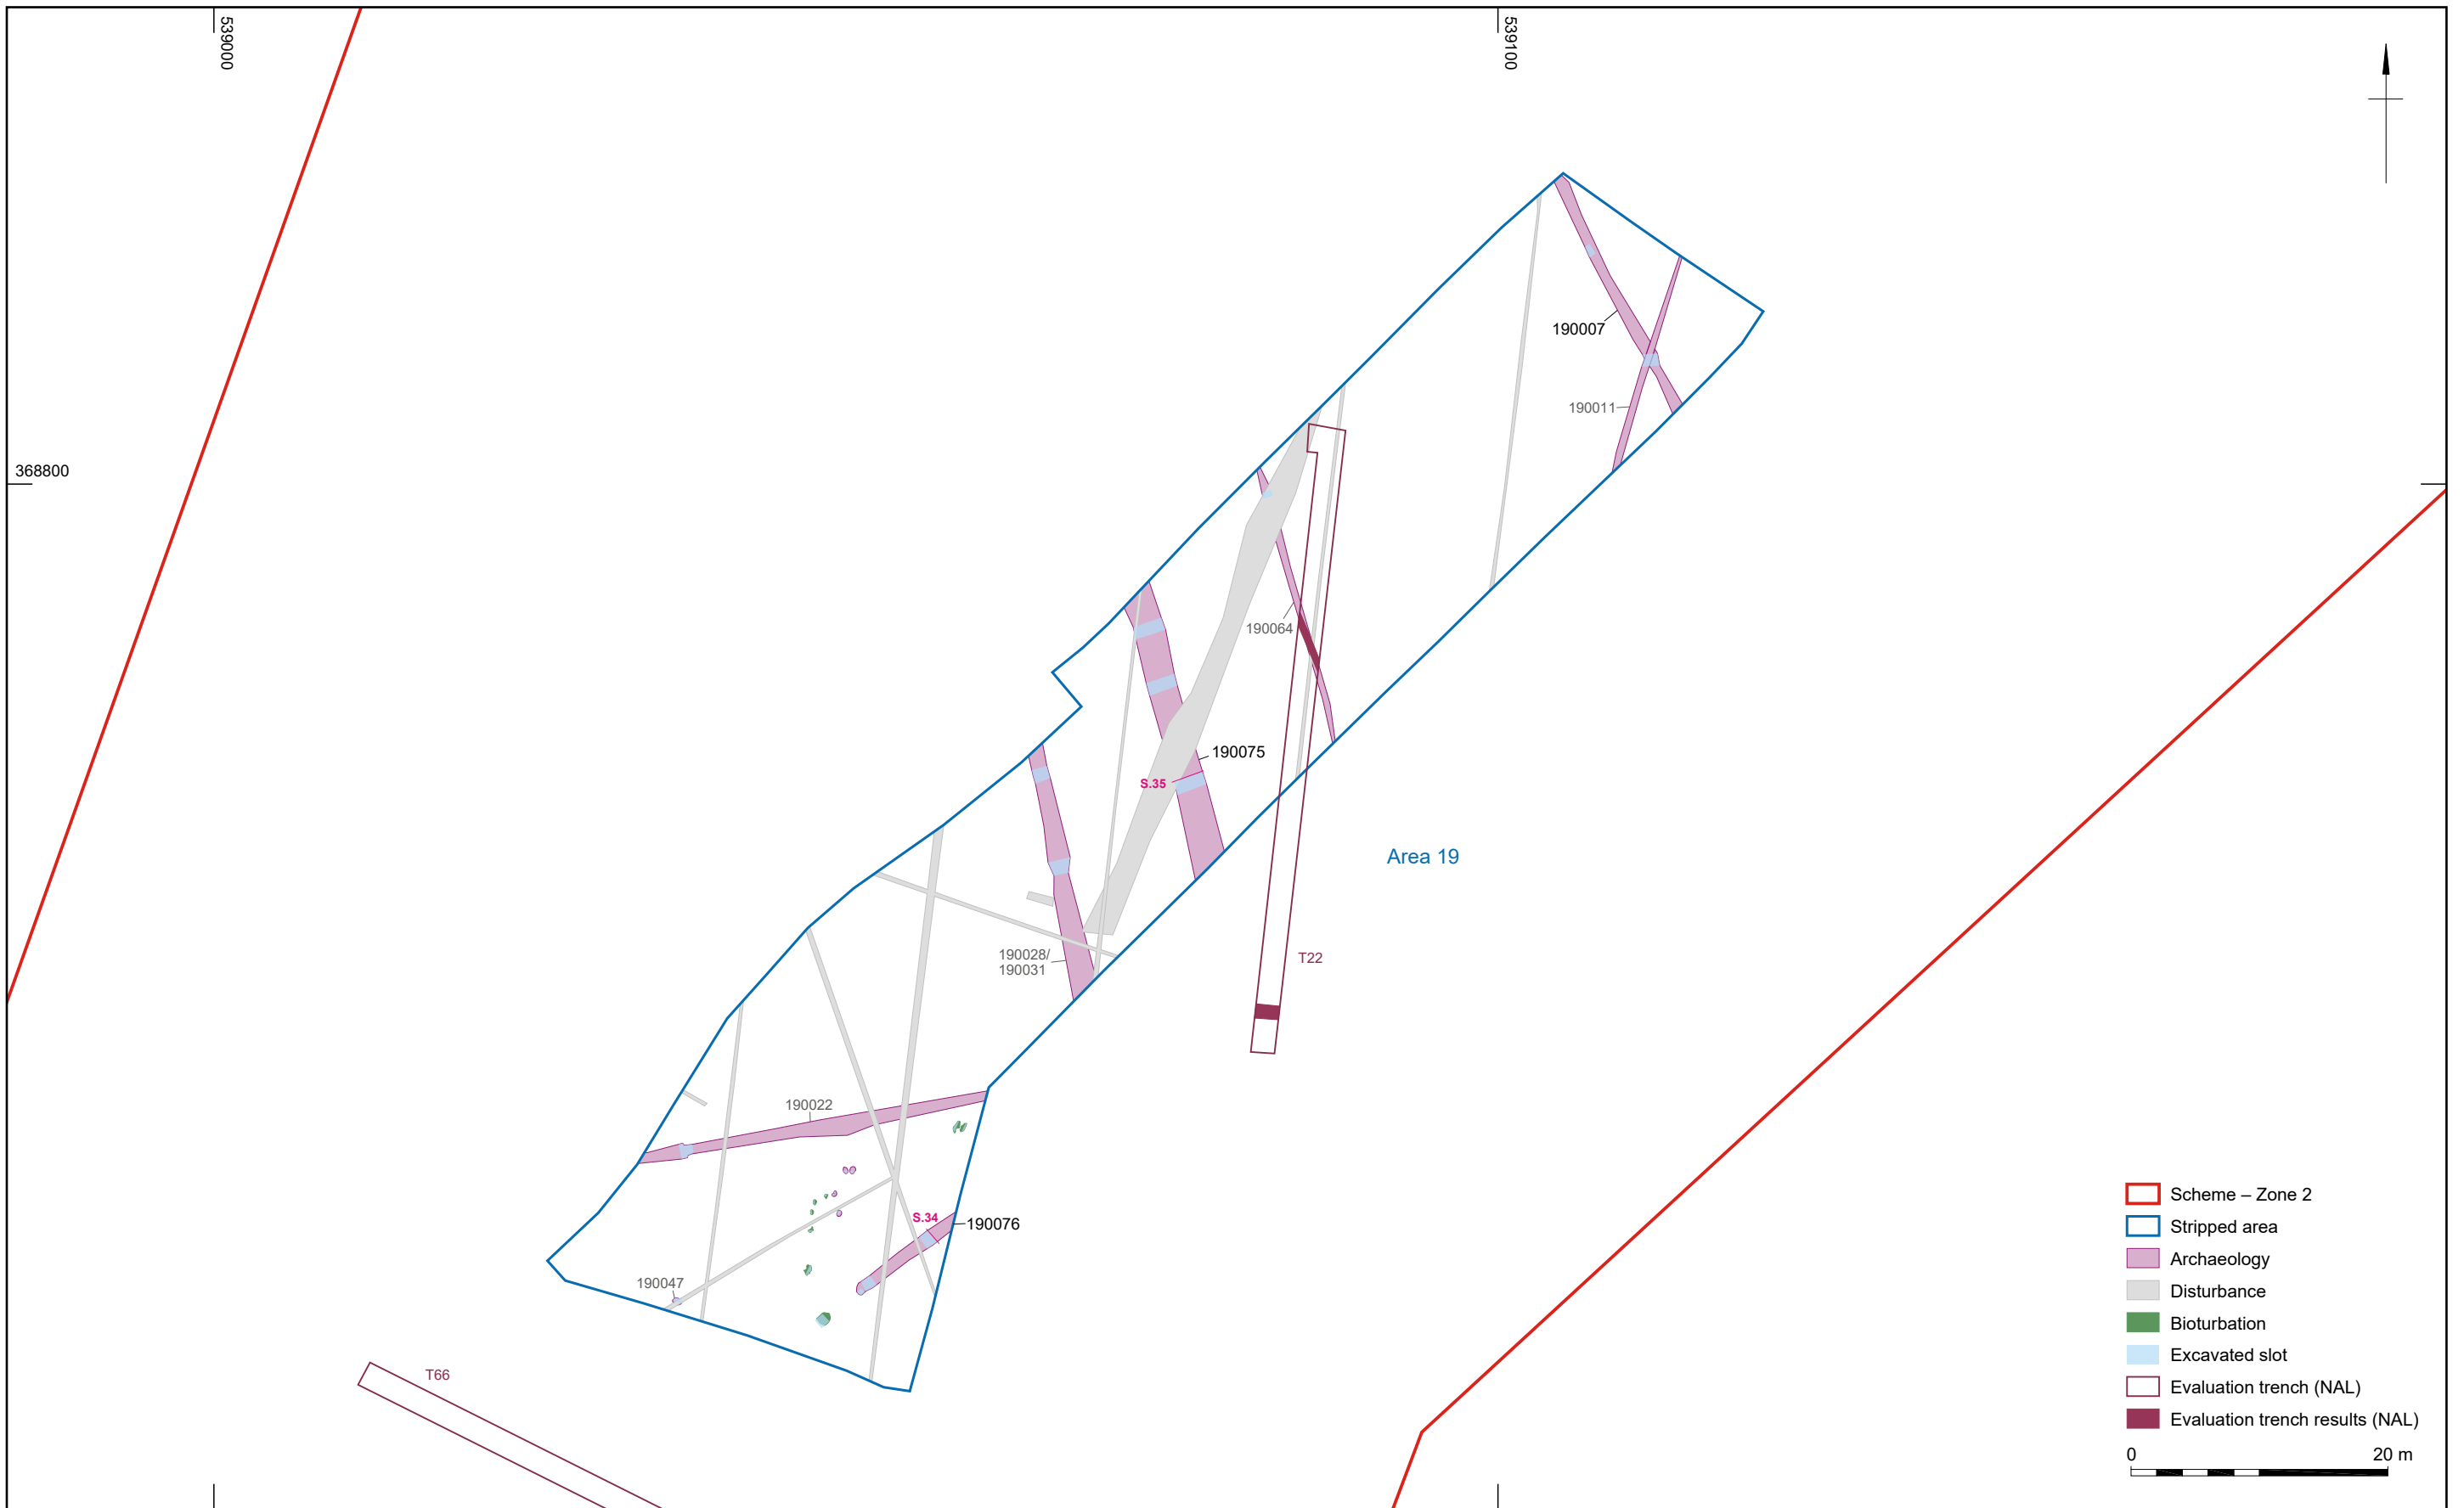 539000
539100
368800
190007
190011
190064
190075
S.35
Area 19
190028/
190031
T22
190022
S.34
190076
190047
T66
Scheme – Zone 2
Stripped area
Archaeology
Disturbance
Bioturbation
Excavated slot
Evaluation trench (NAL)
Evaluation trench results (NAL)
0 20 m